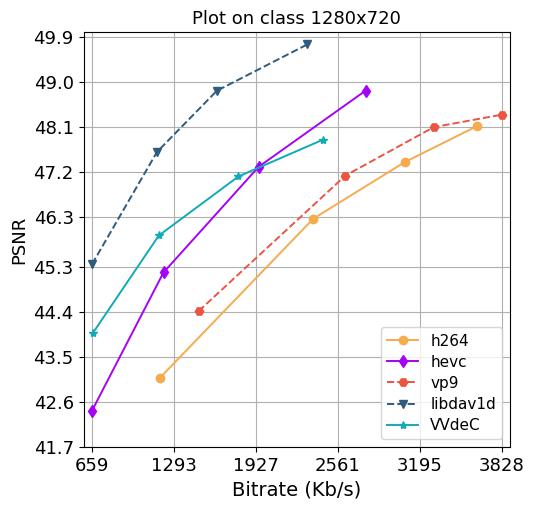 Plot on class 1280x720
PSNR
49.9
49.0
48.1
47.2
46.3
45.3
44.4
43.5
42.6
41.7
h264
hevc
vp9
libdav1d
VVdeC
659 1293 1927 2561 3195 3828
Bitrate (Kb/s)